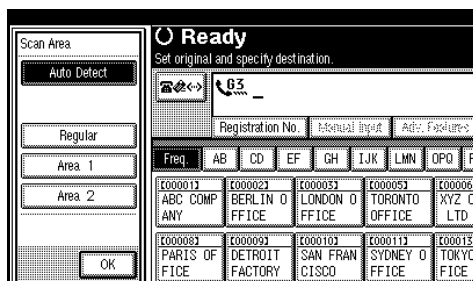 Scan Area
Auto Detect
Regular
Area 1
Area 2
OK
Ready
Set original and specify destination.
G3 _
Registration No.
Manual Input
Adv. Features
Freq.
AB
CD
EF
GH
IJK
LMN
OPQ
[00001]
ABC COMP
ANY
[00002]
BERLIN O
FFICE
[00003]
LONDON O
FFICE
[00005]
TORONTO
OFFICE
[00006
XYZ
LTD
[00008]
PARIS OF
FICE
[00009]
DETROIT
FACTORY
[00010]
SAN FRAN
CISCO
[00011]
SYDNEY O
FFICE
[00013
TOKYO
FICE